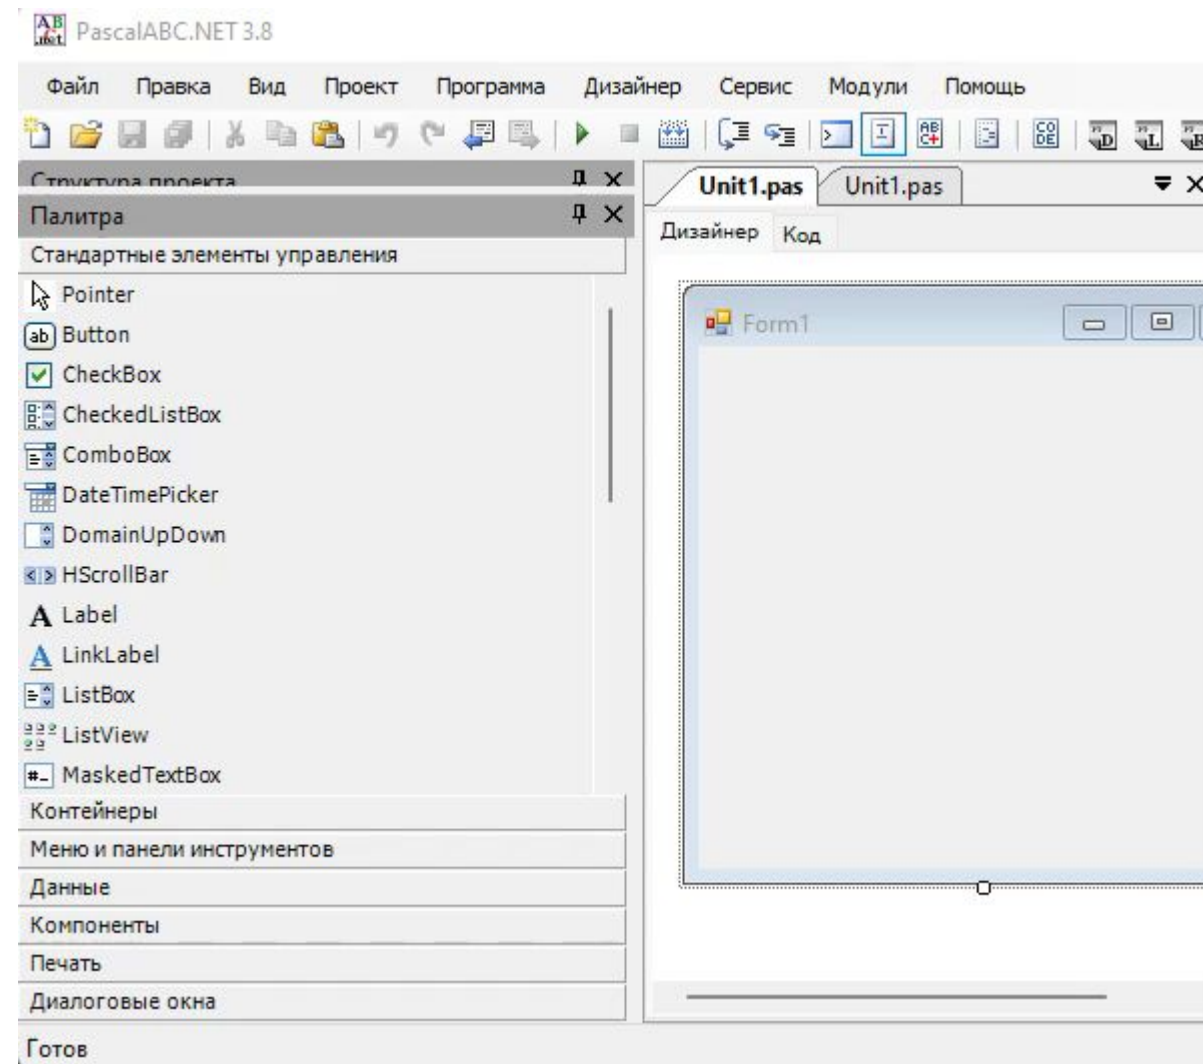 PascalABC.NET 3.8
Файл Правка Вид Проект Программа Дизайнер Сервис Модули Помощь
Структура проекта
Палитра
Стандартные элементы управления
Pointer
Button
CheckBox
CheckedListBox
ComboBox
DateTimePicker
DomainUpDown
HScrollBar
Label
LinkLabel
ListBox
ListView
MaskedTextBox
Контейнеры
Меню и панели инструментов
Данные
Компоненты
Печать
Диалоговые окна
Готов
Unit1.pas Unit1.pas
Дизайнер Код
Form1